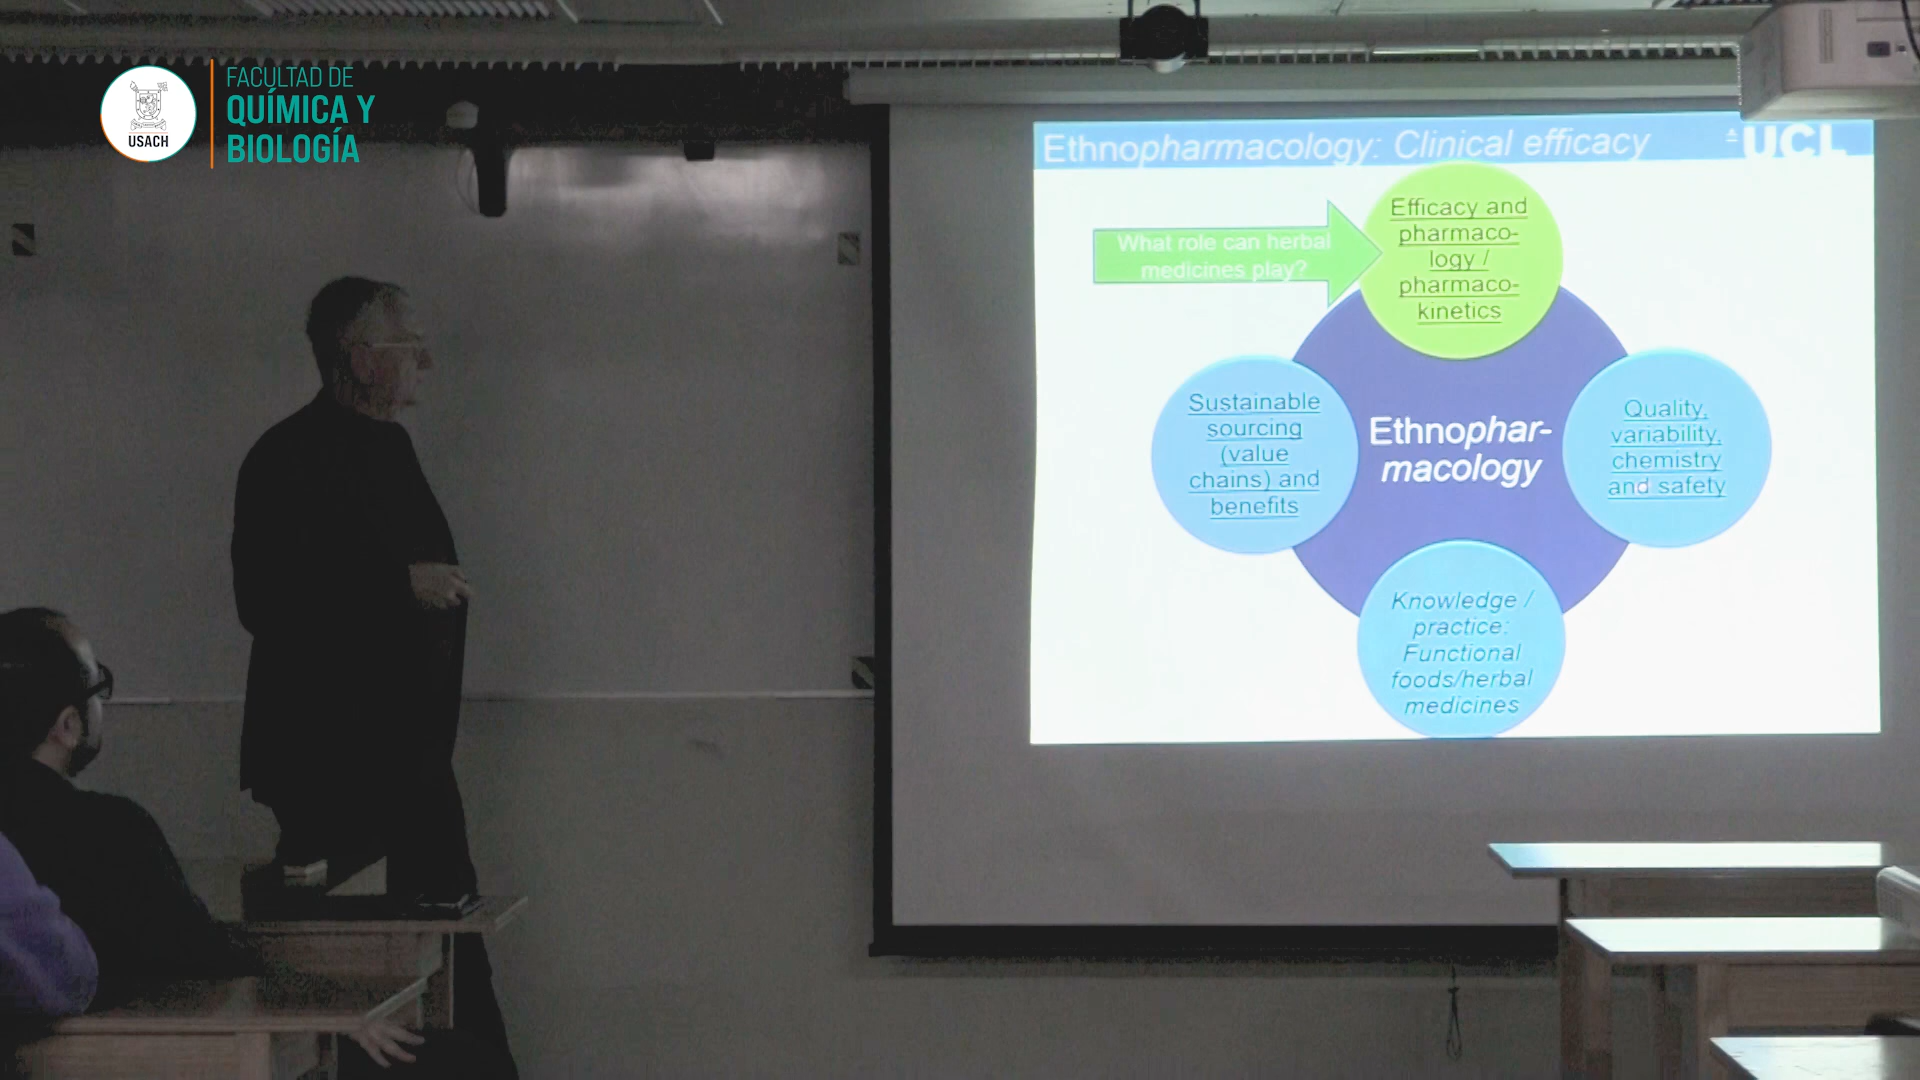 FACULTAD DE
QUÍMICA Y
BIOLOGÍA
USACH
Ethnopharmacology: Clinical efficacy
UCL
What role can herbal
medicines play?
Efficacy and
pharmaco-
logy /
pharmaco-
kinetics
Sustainable
sourcing
(value
chains) and
benefits
Ethnophar-
macology
Quality,
variability,
chemistry
and safety
Knowledge /
practice:
Functional
foods/herbal
medicines